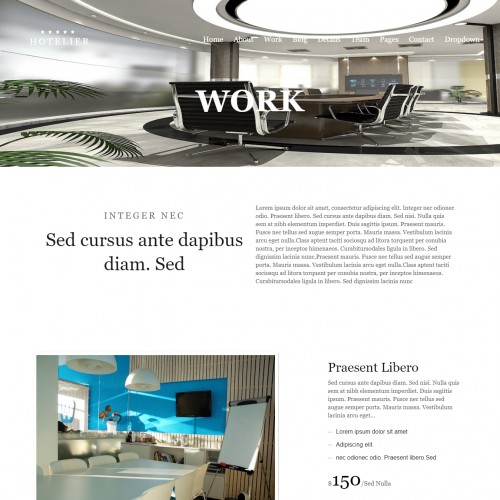 ★★★★★
HOTELIER
Home About Work Blog Details Team Pages Contact Dropdown
WORK
INTEGER NEC
Sed cursus ante dapibus
diam. Sed
Lorem ipsum dolor sit amet, consectetur adipiscing elit. Integer nec odioner
odio. Praesent libero. Sed cursus ante dapibus diam. Sed nisi. Nulla quis
sem at nibh elementum imperdiet. Duis sagittis ipsum. Praesent mauris.
Fusce nec tellus sed augue semper porta. Mauris massa. Vestibulum lacinia
arcu eget nulla.Class aptent taciti sociosqu ad litora torquent per conubia
nostra, per inceptos himenaeos. Curabitursodales ligula in libero. Sed
dignissim lacinia nunc.Praesent mauris. Fusce nec tellus sed augue semper
porta. Mauris massa. Vestibulum lacinia arcu eget nulla.Class aptent taciti
sociosqu ad litora torquent per conubia nostra, per inceptos himenaeos.
Curabitursodales ligula in libero. Sed dignissim lacinia nunc
Praesent Libero
Sed cursus ante dapibus diam. Sed nisi. Nulla quis
sem at nibh elementum imperdiet. Duis sagittis
ipsum. Praesent mauris. Fusce nec tellus sed
augue semper porta. Mauris massa. Vestibulum
lacinia arcu eget...
– Lorem ipsum dolor sit amet
– Adipiscing elit
– nec odionec odio. Praesent libero.Sed
$150/Sed Nulla